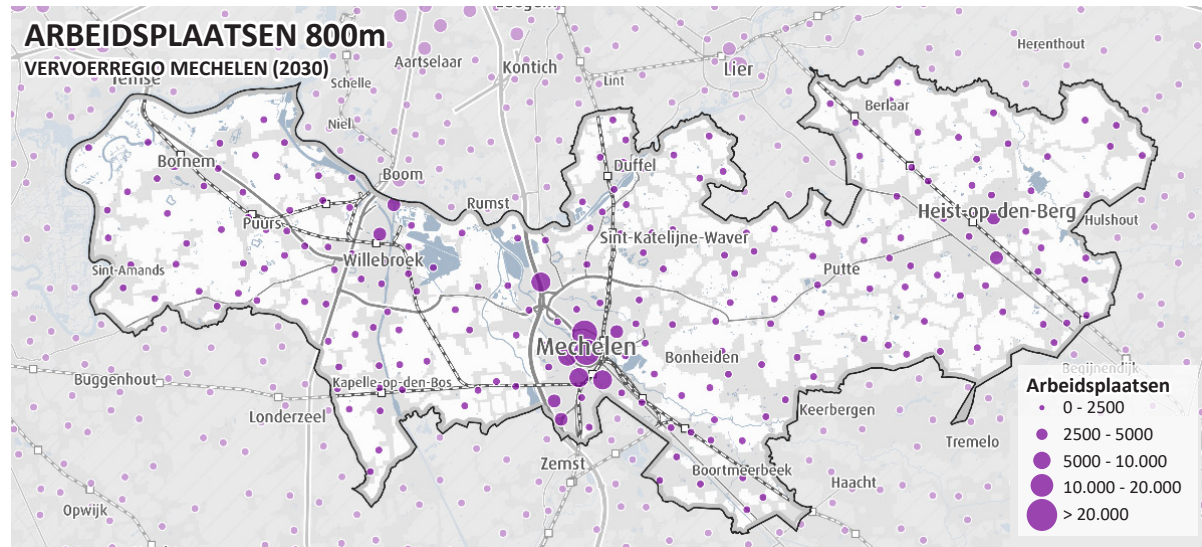 ARBEIDSPLAATSEN 800m
VERVOERREGIO MECHELEN (2030)
Aartselaar
Kontich
Schelle
Lint
Lier
Herenthout
Niel
Berlaar
Bornem
Boom
Duffel
Puurs
Rumst
Heist-op-den-Berg
Hulshout
Sint-Katelijne-Waver
Willebroek
Sint-Amands
Putte
Mechelen
Bonheiden
Buggenhout
Kapelle-op-den-Bos
Begijnendijk
Londerzeel
Keerbergen
Tremelo
Zemst
Boortmeerbeek
Haacht
Opwijk
Arbeidsplaatsen
0 - 2500
2500 - 5000
5000 - 10.000
10.000 - 20.000
> 20.000